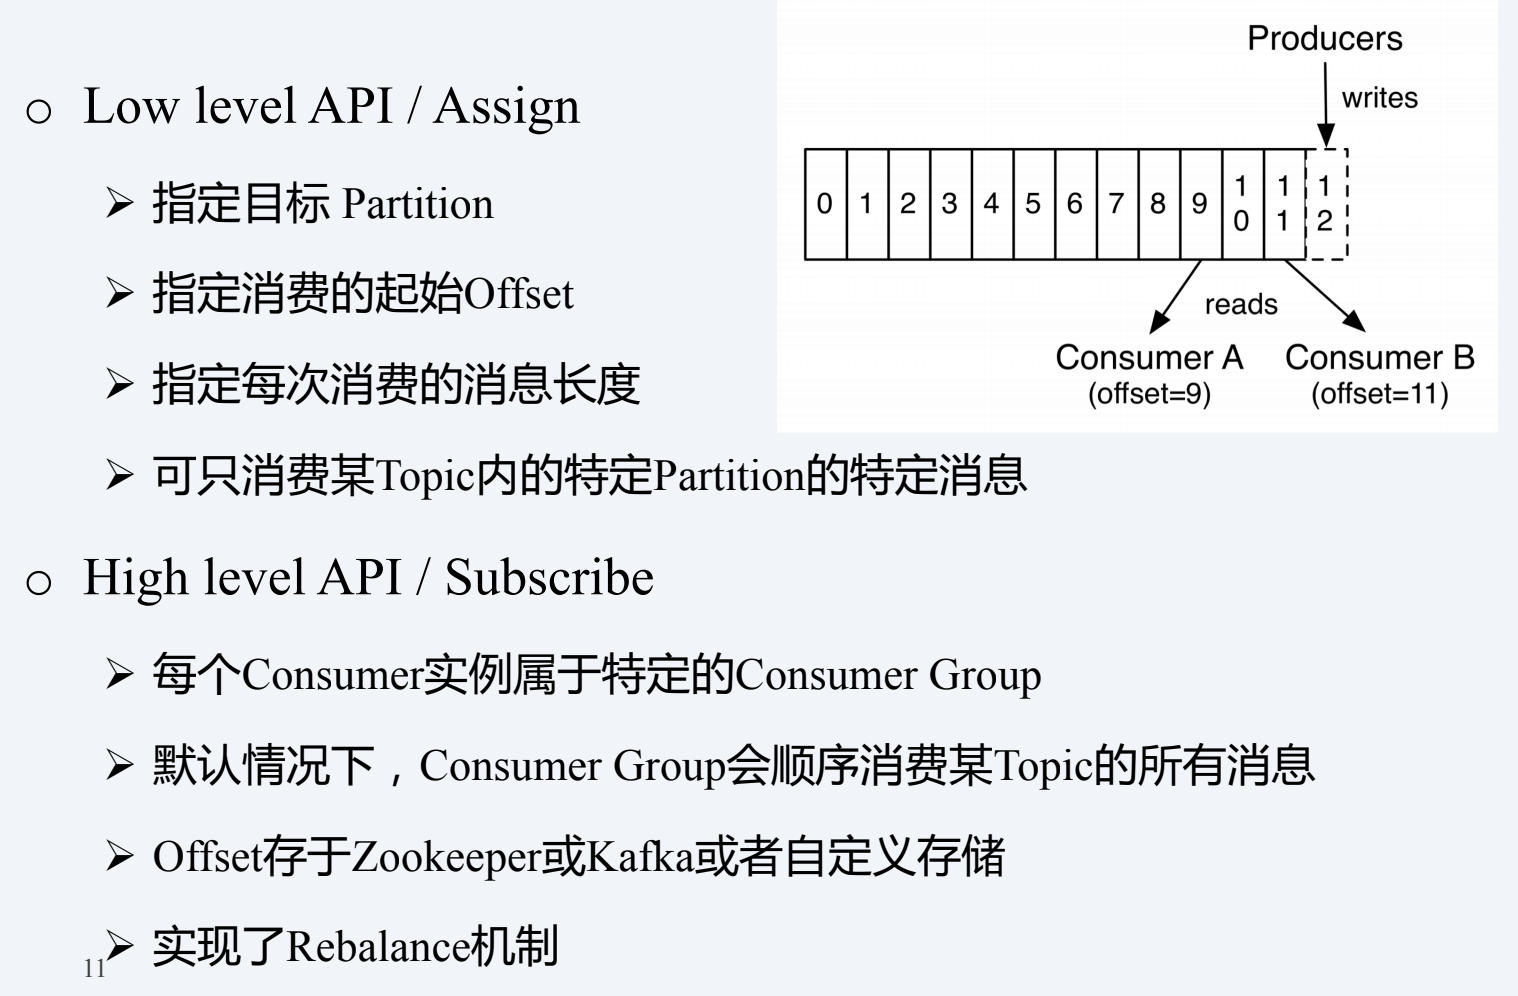 Low level API / Assign
指定目标 Partition
指定消费的起始Offset
指定每次消费的消息长度
可只消费某Topic内的特定Partition的特定消息
Producers
writes
0 1 2 3 4 5 6 7 8 9 10 11 12
reads
Consumer A Consumer B
(offset=9) (offset=11)
High level API / Subscribe
每个Consumer实例属于特定的Consumer Group
默认情况下，Consumer Group会顺序消费某Topic的所有消息
Offset存于Zookeeper或Kafka或者自定义存储
实现了Rebalance机制
11